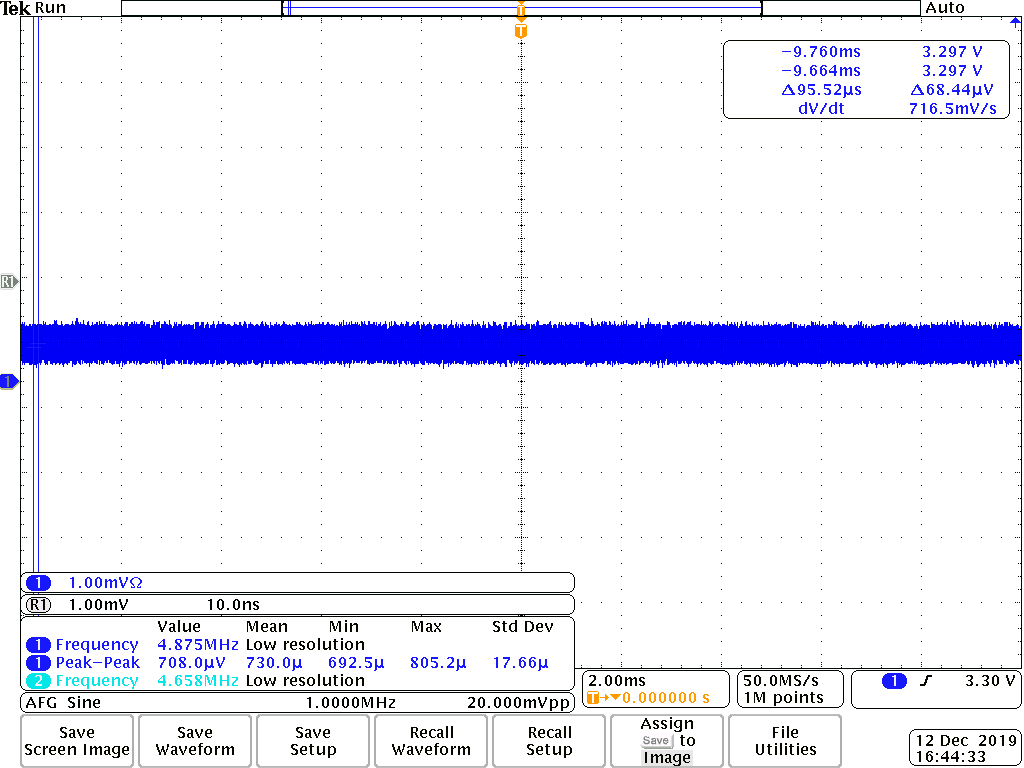 Tek Run
Auto
T
T
−9.760ms 3.297 V
−9.664ms 3.297 V
Δ95.52µs Δ68.44µV
dV/dt 716.5mV/s
R1
1
1 1.00mVΩ
R1 1.00mV 10.0ns
Value Mean Min Max Std Dev
1 Frequency 4.875MHz Low resolution
1 Peak−Peak 708.0µV 730.0µ 692.5µ 805.2µ 17.66µ
2 Frequency 4.658MHz Low resolution
AFG Sine 1.0000MHz 20.000mVpp
2.00ms
T→▼0.000000 s
50.0MS/s
1M points
1 3.30 V
Save
Screen Image
Save
Waveform
Save
Setup
Recall
Waveform
Recall
Setup
Assign
Save to
Image
File
Utilities
12 Dec 2019
16:44:33